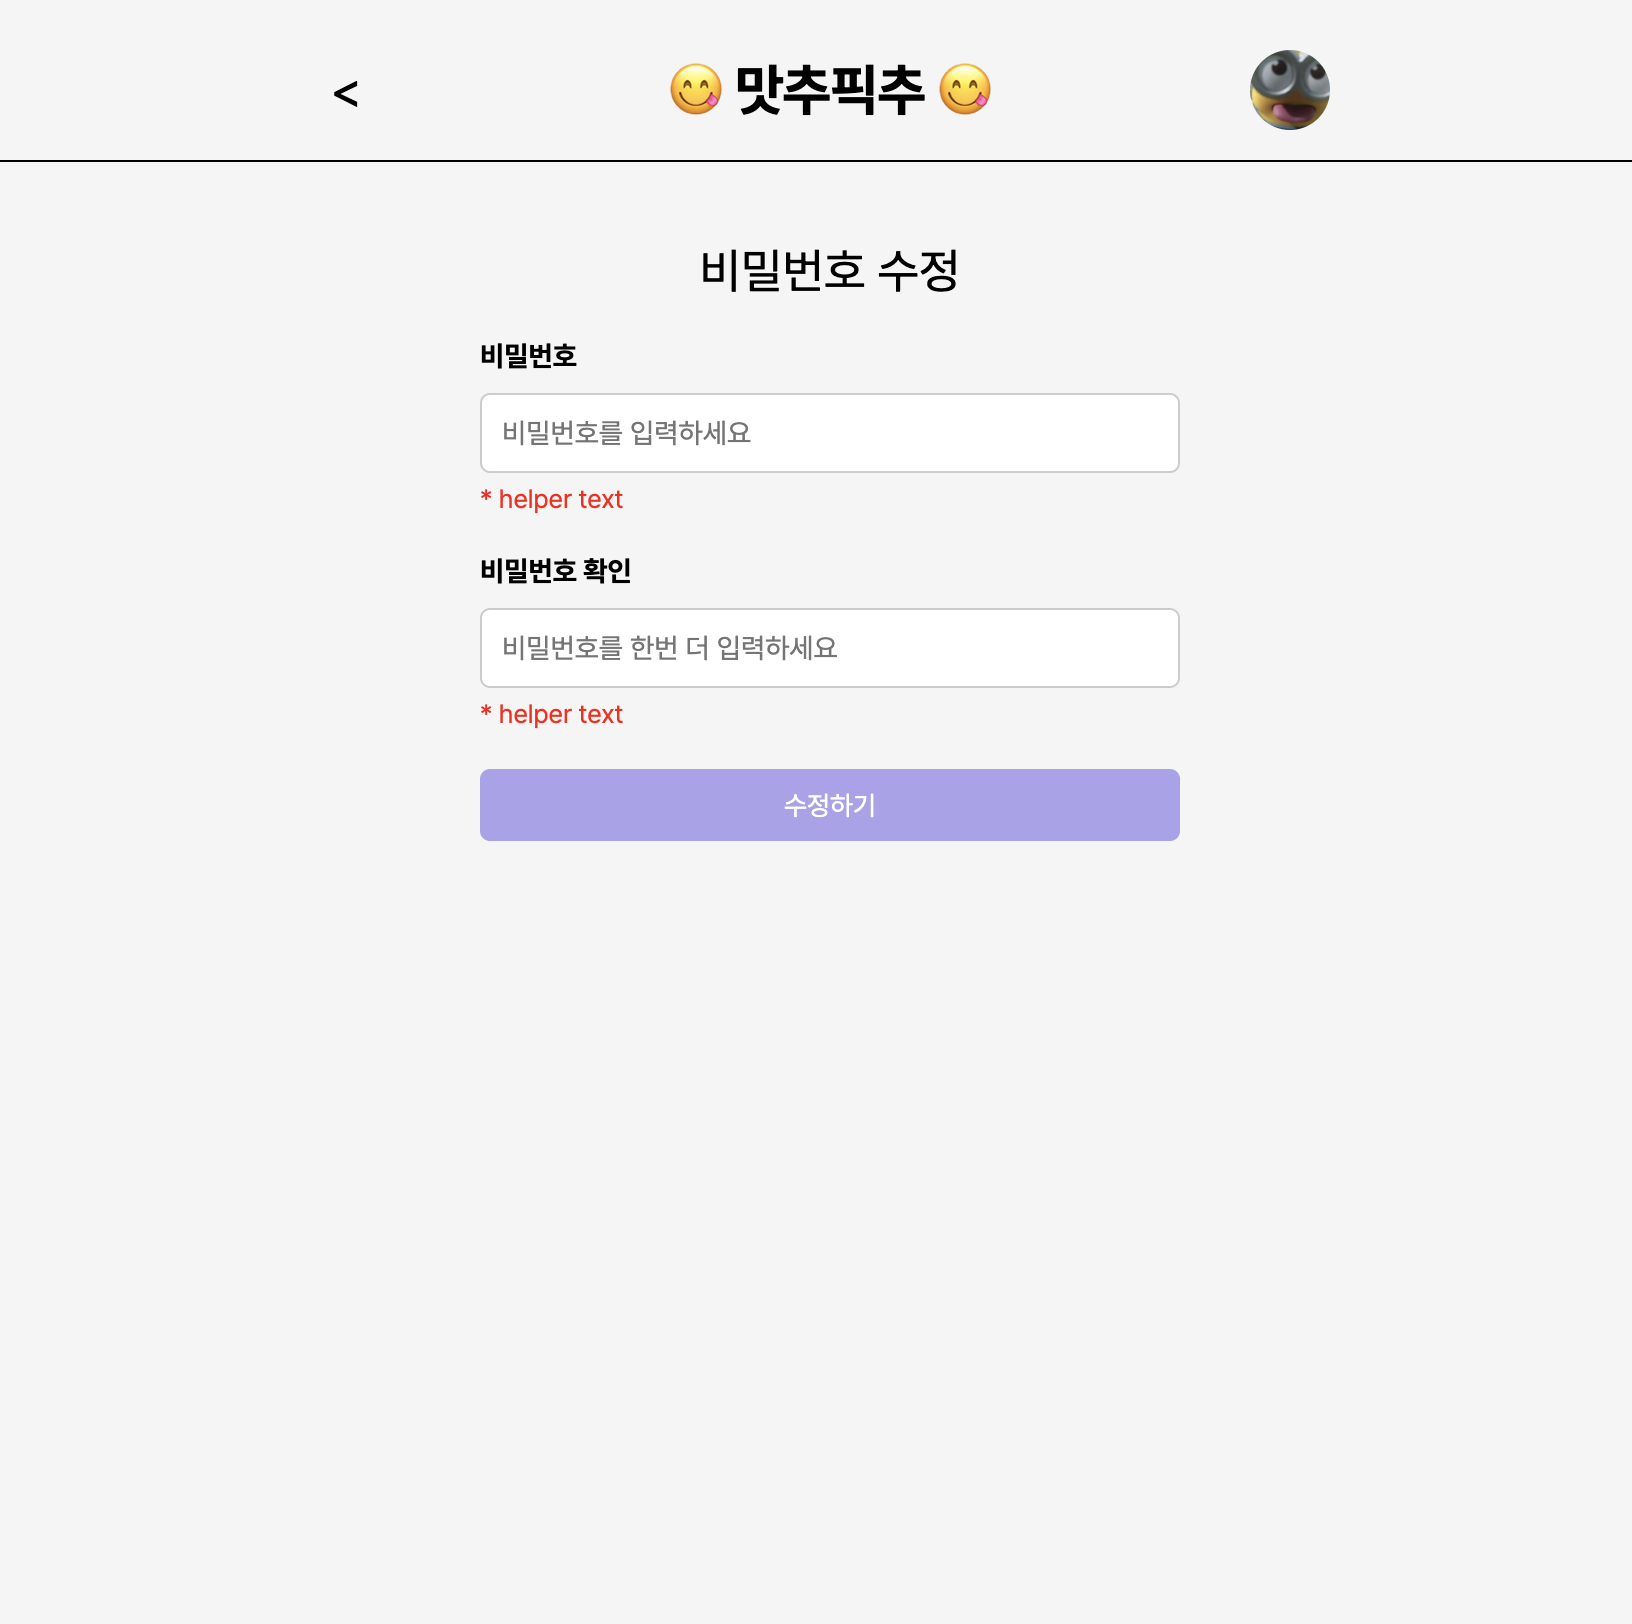 <
😋 맛추픽추 😋
비밀번호 수정
비밀번호
비밀번호를 입력하세요
* helper text
비밀번호 확인
비밀번호를 한번 더 입력하세요
* helper text
수정하기